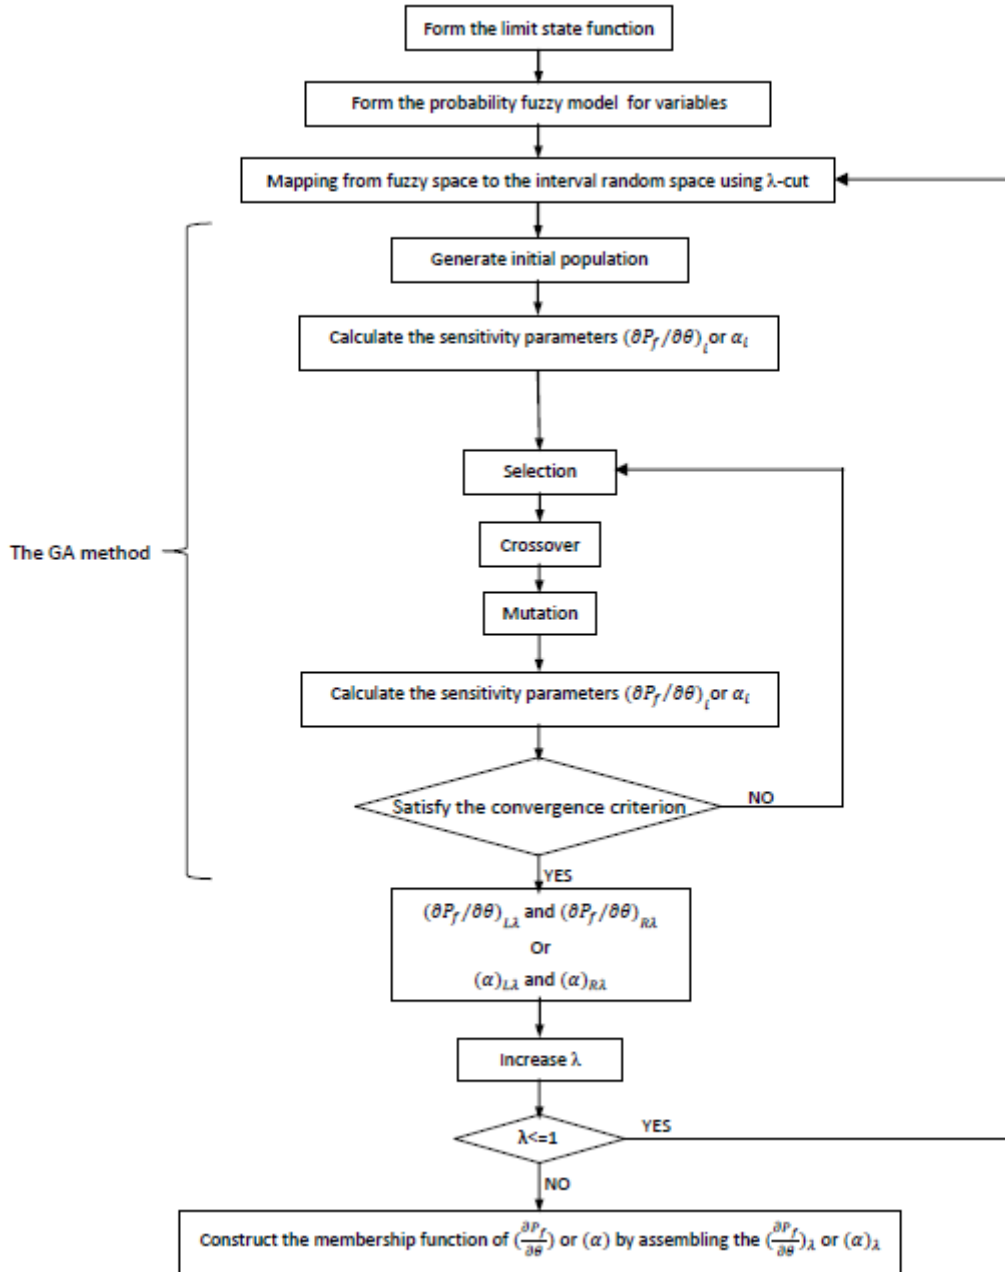 Form the limit state function
Form the probability fuzzy model for variables
Mapping from fuzzy space to the interval random space using λ-cut
Generate initial population
Calculate the sensitivity parameters (∂P_f/∂θ)_i or α_i
Selection
Crossover
The GA method
Mutation
Calculate the sensitivity parameters (∂P_f/∂θ)_i or α_i
Satisfy the convergence criterion
NO
YES
(∂P_f/∂θ)_{Lλ} and (∂P_f/∂θ)_{Rλ}
Or
(α)_{Lλ} and (α)_{Rλ}
Increase λ
λ<=1
YES
NO
Construct the membership function of (∂P_f/∂θ) or (α) by assembling the (∂P_f/∂θ)_λ or (α)_λ